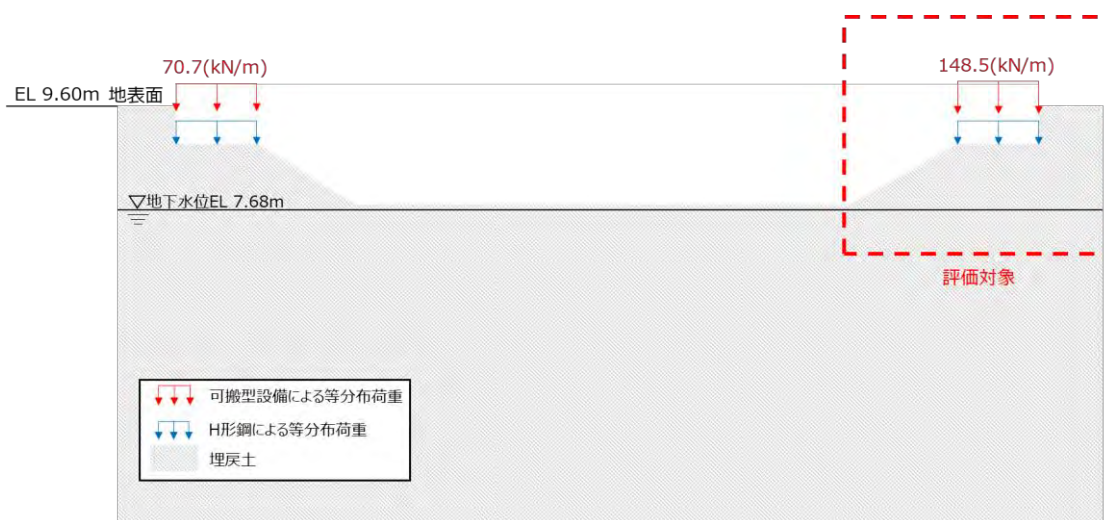 70.7(kN/m)
148.5(kN/m)
EL 9.60m 地表面
▽地下水位EL 7.68m
評価対象
可搬型設備による等分布荷重
H形鋼による等分布荷重
埋戻土